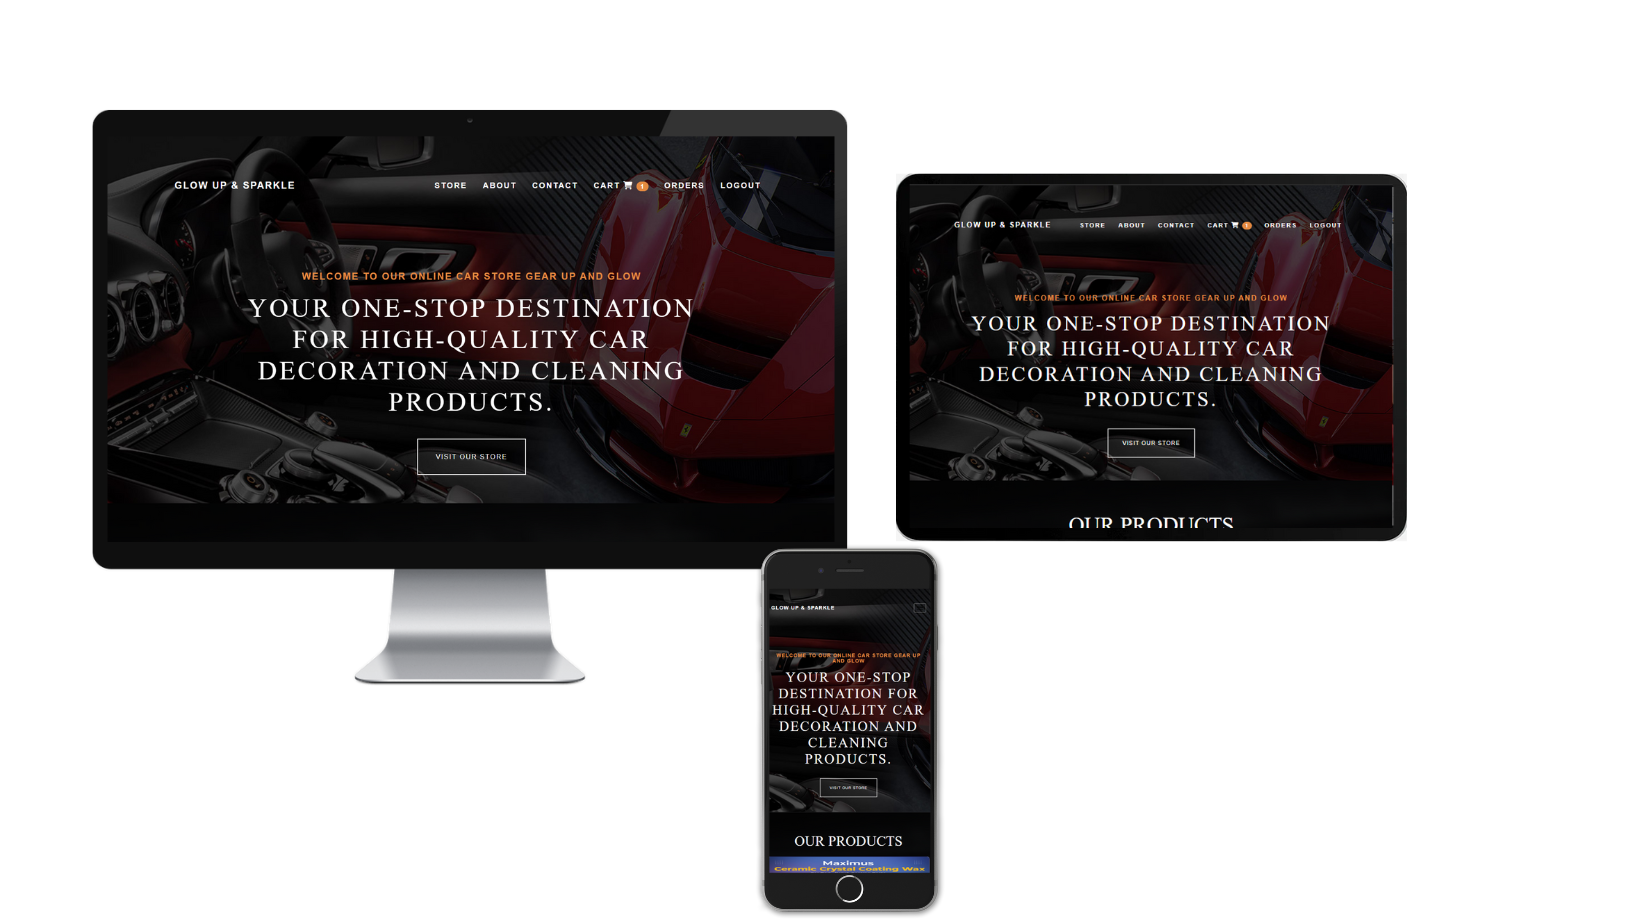 GLOW UP & SPARKLE
STORE ABOUT CONTACT CART 1 ORDERS LOGOUT
WELCOME TO OUR ONLINE CAR STORE GEAR UP AND GLOW
YOUR ONE-STOP DESTINATION
FOR HIGH-QUALITY CAR
DECORATION AND CLEANING
PRODUCTS.
VISIT OUR STORE
GLOW UP & SPARKLE
STORE ABOUT CONTACT CART 1 ORDERS LOGOUT
WELCOME TO OUR ONLINE CAR STORE GEAR UP AND GLOW
YOUR ONE-STOP DESTINATION
FOR HIGH-QUALITY CAR
DECORATION AND CLEANING
PRODUCTS.
VISIT OUR STORE
OUR PRODUCTS
GLOW UP & SPARKLE
WELCOME TO OUR ONLINE CAR STORE GEAR UP
AND GLOW
YOUR ONE-STOP
DESTINATION FOR
HIGH-QUALITY CAR
DECORATION AND
CLEANING
PRODUCTS.
VISIT OUR STORE
OUR PRODUCTS
Maximus
Ceramic Crystal Coating Wax